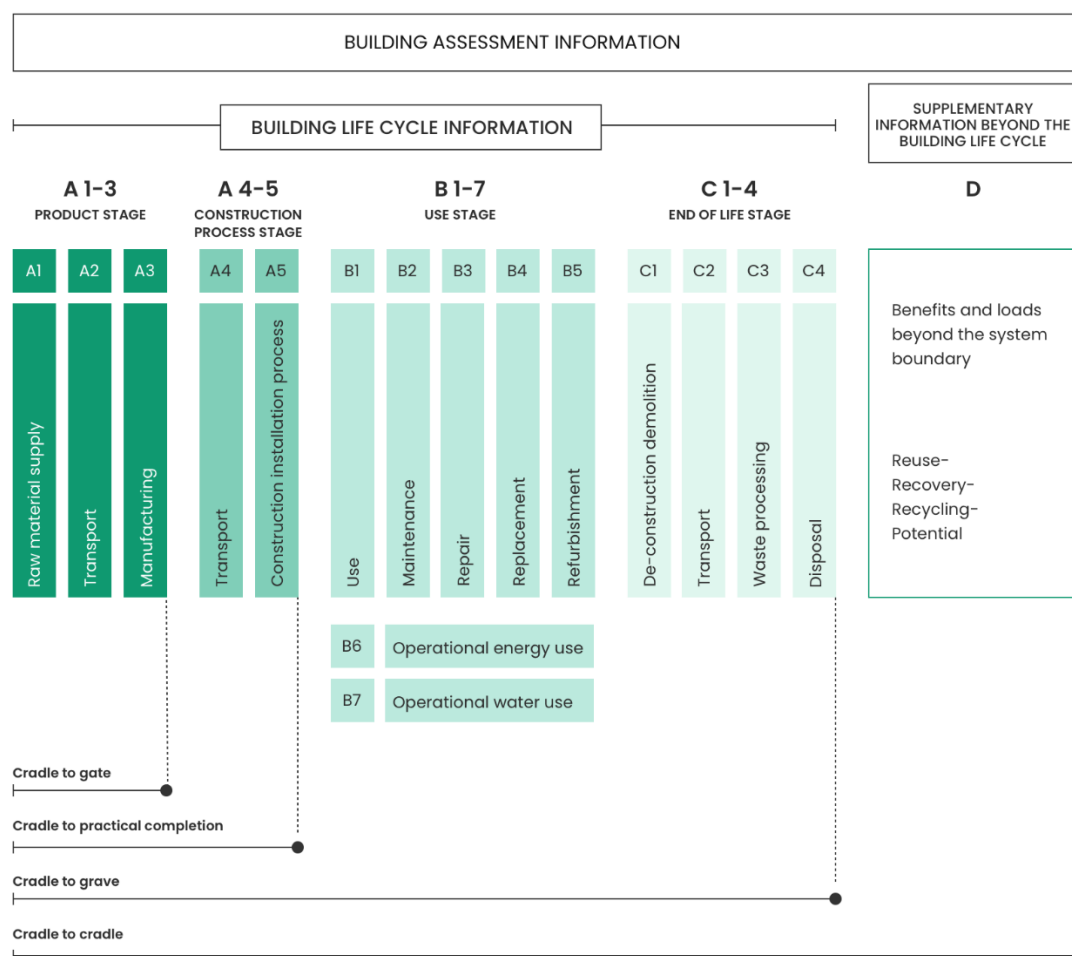 BUILDING ASSESSMENT INFORMATION
BUILDING LIFE CYCLE INFORMATION
SUPPLEMENTARY
INFORMATION BEYOND THE
BUILDING LIFE CYCLE
A 1-3
PRODUCT STAGE
A 4-5
CONSTRUCTION
PROCESS STAGE
B 1-7
USE STAGE
C 1-4
END OF LIFE STAGE
D
A1
A2
A3
A4
A5
B1
B2
B3
B4
B5
C1
C2
C3
C4
Raw material supply
Transport
Manufacturing
Transport
Construction installation process
Use
Maintenance
Repair
Replacement
Refurbishment
De-construction demolition
Transport
Waste processing
Disposal
Benefits and loads
beyond the system
boundary
Reuse-
Recovery-
Recycling-
Potential
B6
Operational energy use
B7
Operational water use
Cradle to gate
Cradle to practical completion
Cradle to grave
Cradle to cradle